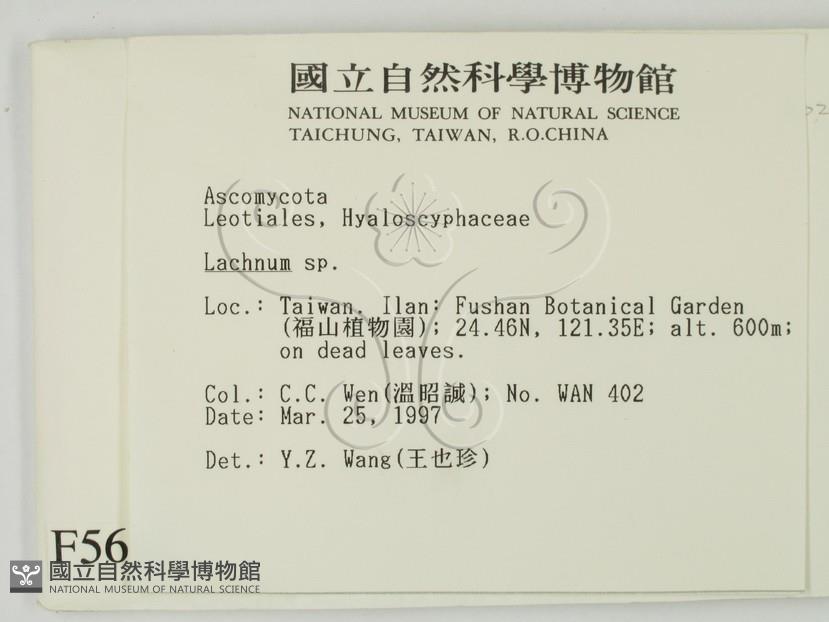 國立自然科學博物館
NATIONAL MUSEUM OF NATURAL SCIENCE
TAICHUNG, TAIWAN, R.O.CHINA
Ascomycota
Leotiales, Hyaloscyphaceae
Lachnum sp.
Loc.: Taiwan. Ilan: Fushan Botanical Garden
(福山植物園); 24.46N, 121.35E; alt. 600m;
on dead leaves.
Col.: C.C. Wen(溫昭誠); No. WAN 402
Date: Mar. 25, 1997
Det.: Y.Z. Wang(王也珍)
F56
國立自然科學博物館
NATIONAL MUSEUM OF NATURAL SCIENCE